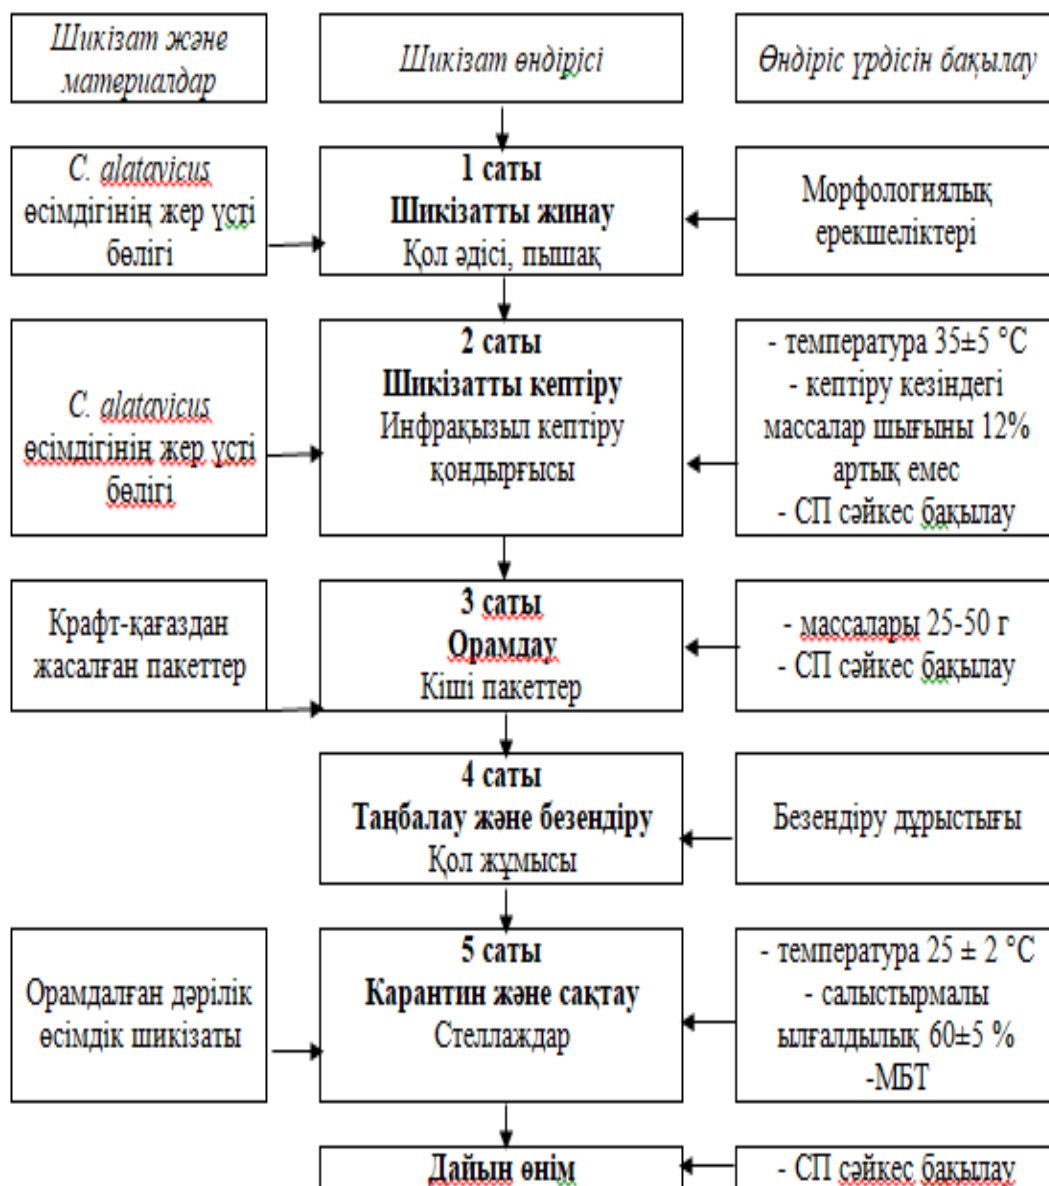 Шикізат және
материалдар
Шикізат өндірісі
Өндіріс үрдісін бақылау
C. alatavicus
өсімдігінің жер үсті
бөлігі
1 саты
Шикізатты жинау
Қол әдісі, пышақ
Морфологиялық
ерекшеліктері
C. alatavicus
өсімдігінің жер үсті
бөлігі
2 саты
Шикізатты кептіру
Инфрақызыл кептіру
қондырғысы
- температура 35±5 °C
- кептіру кезіндегі
массалар шығыны 12%
артық емес
- СП сәйкес бақылау
Крафт-қағаздан
жасалған пакеттер
3 саты
Орамдау
Кіші пакеттер
- массалары 25-50 г
- СП сәйкес бақылау
4 саты
Таңбалау және безендіру
Қол жұмысы
Безендіру дұрыстығы
Орамдалған дәрілік
өсімдік шикізаты
5 саты
Карантин және сақтау
Стеллаждар
- температура 25 ± 2 °C
- салыстырмалы
ылғалдылық 60±5 %
-МБТ
Дайын өнім
- СП сәйкес бақылау